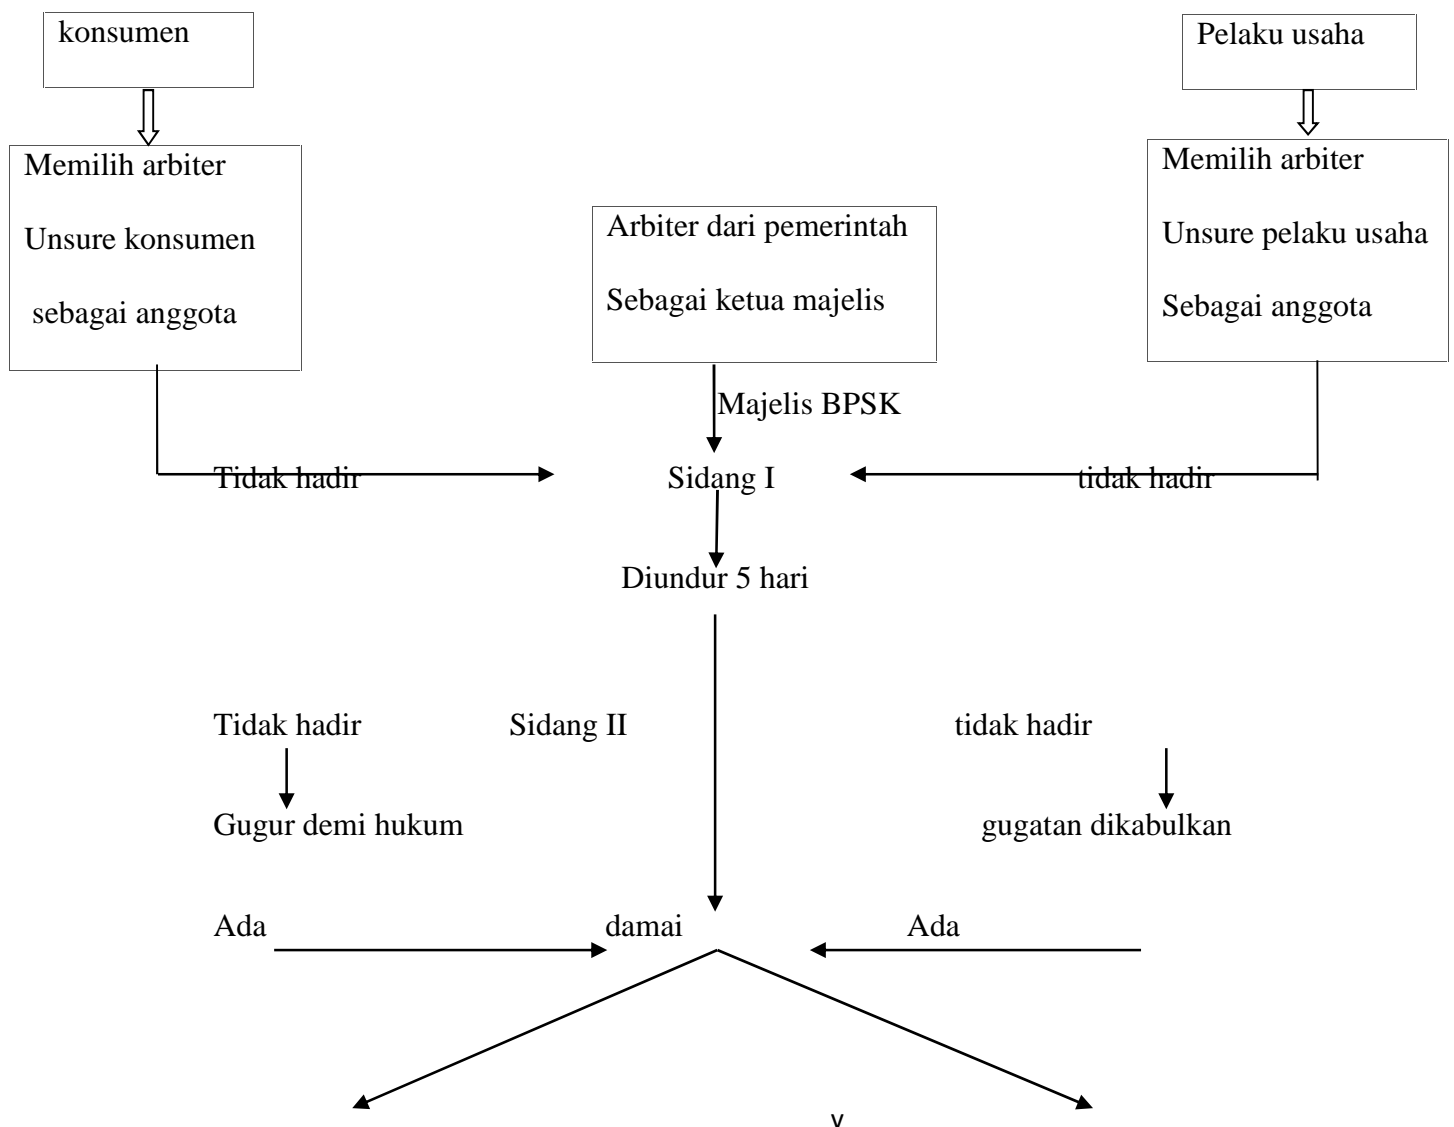 konsumen
Pelaku usaha
Memilih arbiter
Unsure konsumen
sebagai anggota
Arbiter dari pemerintah
Sebagai ketua majelis
Memilih arbiter
Unsure pelaku usaha
Sebagai anggota
Majelis BPSK
Tidak hadir
Sidang I
tidak hadir
Diundur 5 hari
Tidak hadir
Sidang II
tidak hadir
Gugur demi hukum
gugatan dikabulkan
Ada
damai
Ada
v